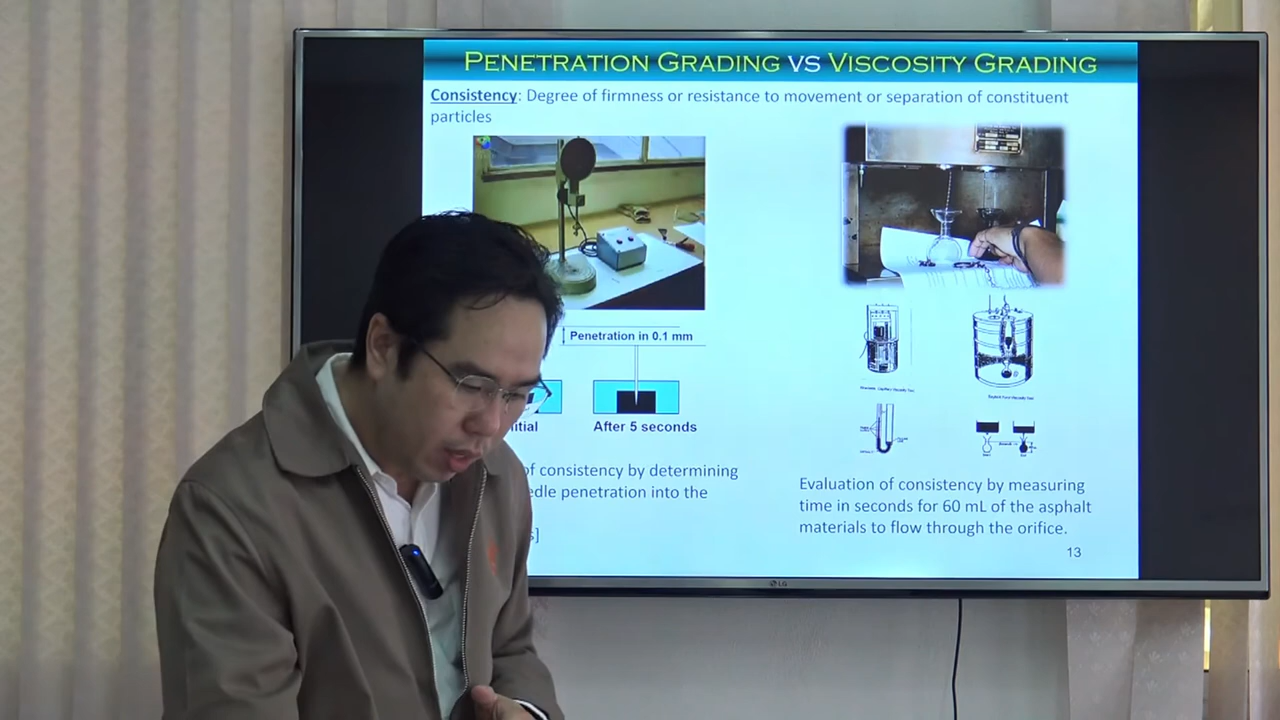 PENETRATION GRADING VS VISCOSITY GRADING
Consistency: Degree of firmness or resistance to movement or separation of constituent
particles
Penetration in 0.1 mm
After 5 seconds
of consistency by determining
penetration into the
Evaluation of consistency by measuring
time in seconds for 60 mL of the asphalt
materials to flow through the orifice.
13
LG